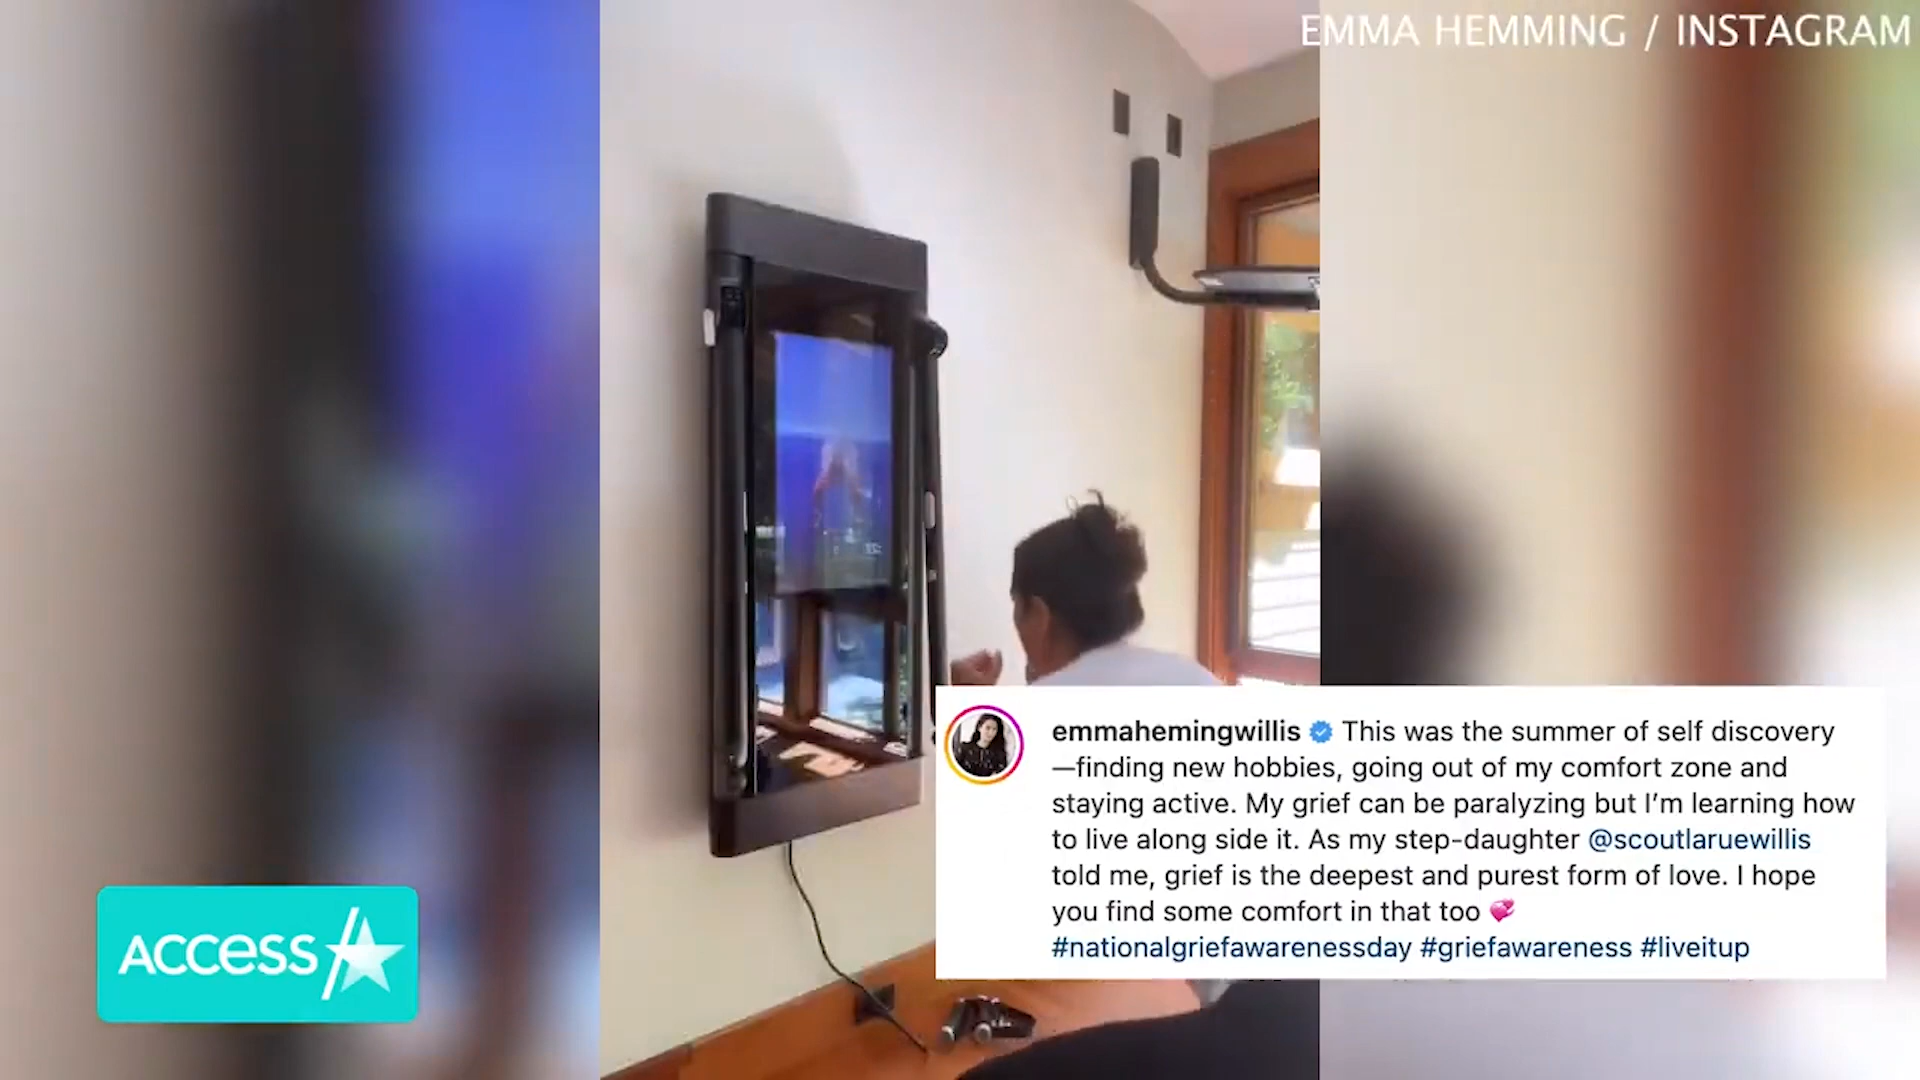 EMMA HEMMING / INSTAGRAM
emmahemingwillis This was the summer of self discovery
—finding new hobbies, going out of my comfort zone and
staying active. My grief can be paralyzing but I’m learning how
to live along side it. As my step-daughter @scoutlaruewillis
told me, grief is the deepest and purest form of love. I hope
you find some comfort in that too 💞
#nationalgriefawarenessday #griefawareness #liveitup
ACCESS